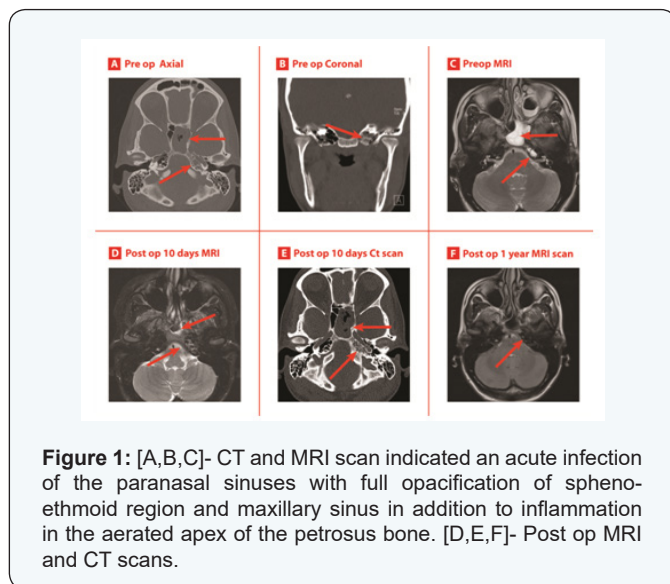 A Pre op Axial
B Pre op Coronal
C Preop MRI
D Post op 10 days MRI
E Post op 10 days Ct scan
F Post op 1 year MRI scan
Figure 1: [A,B,C]- CT and MRI scan indicated an acute infection
of the paranasal sinuses with full opacification of spheno-
ethmoid region and maxillary sinus in addition to inflammation
in the aerated apex of the petrosus bone. [D,E,F]- Post op MRI
and CT scans.